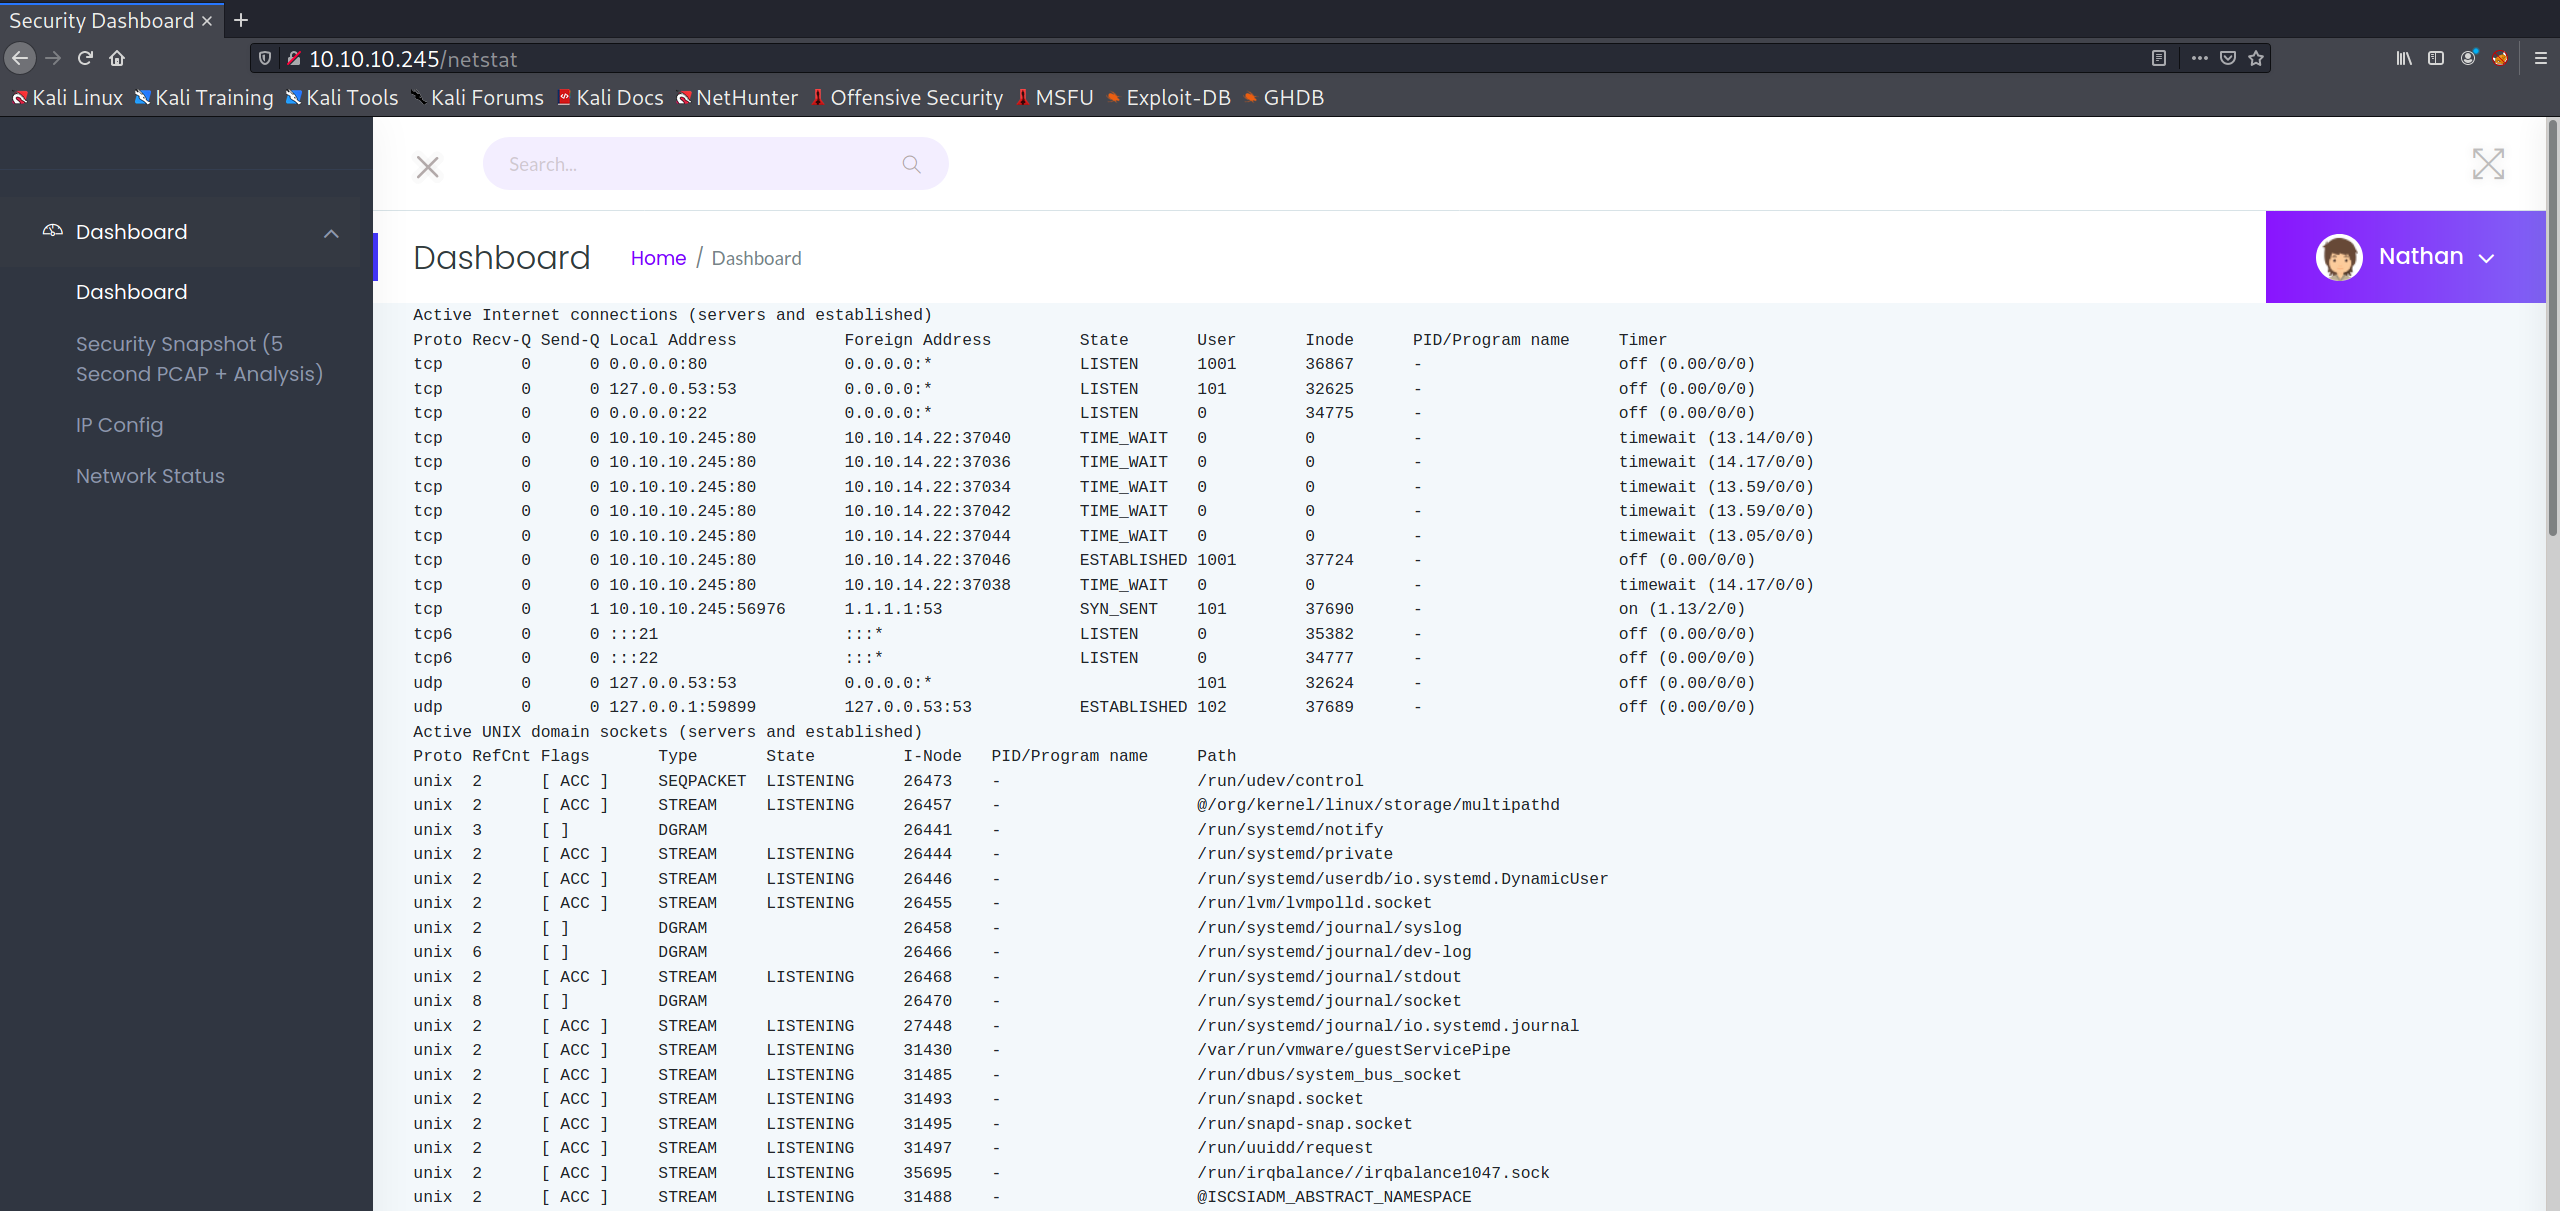 Security Dashboard
10.10.10.245/netstat
Kali Linux Kali Training Kali Tools Kali Forums Kali Docs NetHunter Offensive Security MSFU Exploit-DB GHDB
Search...
Dashboard
Dashboard
Security Snapshot (5
Second PCAP + Analysis)
IP Config
Network Status
Dashboard Home / Dashboard
Nathan
Active Internet connections (servers and established)
Proto Recv-Q Send-Q Local Address           Foreign Address         State       User       Inode      PID/Program name     Timer
tcp        0      0 0.0.0.0:80              0.0.0.0:*               LISTEN      1001       36867      -                    off (0.00/0/0)
tcp        0      0 127.0.0.53:53           0.0.0.0:*               LISTEN      101        32625      -                    off (0.00/0/0)
tcp        0      0 0.0.0.0:22              0.0.0.0:*               LISTEN      0          34775      -                    off (0.00/0/0)
tcp        0      0 10.10.10.245:80         10.10.14.22:37040       TIME_WAIT   0          0          -                    timewait (13.14/0/0)
tcp        0      0 10.10.10.245:80         10.10.14.22:37036       TIME_WAIT   0          0          -                    timewait (14.17/0/0)
tcp        0      0 10.10.10.245:80         10.10.14.22:37034       TIME_WAIT   0          0          -                    timewait (13.59/0/0)
tcp        0      0 10.10.10.245:80         10.10.14.22:37042       TIME_WAIT   0          0          -                    timewait (13.59/0/0)
tcp        0      0 10.10.10.245:80         10.10.14.22:37044       TIME_WAIT   0          0          -                    timewait (13.05/0/0)
tcp        0      0 10.10.10.245:80         10.10.14.22:37046       ESTABLISHED 1001       37724      -                    off (0.00/0/0)
tcp        0      0 10.10.10.245:80         10.10.14.22:37038       TIME_WAIT   0          0          -                    timewait (14.17/0/0)
tcp        0      1 10.10.10.245:56976      1.1.1.1:53              SYN_SENT    101        37690      -                    on (1.13/2/0)
tcp6       0      0 :::21                   :::*                    LISTEN      0          35382      -                    off (0.00/0/0)
tcp6       0      0 :::22                   :::*                    LISTEN      0          34777      -                    off (0.00/0/0)
udp        0      0 127.0.0.53:53           0.0.0.0:*                           101        32624      -                    off (0.00/0/0)
udp        0      0 127.0.0.1:59899         127.0.0.53:53           ESTABLISHED 102        37689      -                    off (0.00/0/0)
Active UNIX domain sockets (servers and established)
Proto RefCnt Flags       Type       State         I-Node   PID/Program name     Path
unix  2      [ ACC ]     SEQPACKET  LISTENING     26473    -                    /run/udev/control
unix  2      [ ACC ]     STREAM     LISTENING     26457    -                    @/org/kernel/linux/storage/multipathd
unix  3      [ ]         DGRAM                    26441    -                    /run/systemd/notify
unix  2      [ ACC ]     STREAM     LISTENING     26444    -                    /run/systemd/private
unix  2      [ ACC ]     STREAM     LISTENING     26446    -                    /run/systemd/userdb/io.systemd.DynamicUser
unix  2      [ ACC ]     STREAM     LISTENING     26455    -                    /run/lvm/lvmpolld.socket
unix  2      [ ]         DGRAM                    26458    -                    /run/systemd/journal/syslog
unix  6      [ ]         DGRAM                    26466    -                    /run/systemd/journal/dev-log
unix  2      [ ACC ]     STREAM     LISTENING     26468    -                    /run/systemd/journal/stdout
unix  8      [ ]         DGRAM                    26470    -                    /run/systemd/journal/socket
unix  2      [ ACC ]     STREAM     LISTENING     27448    -                    /run/systemd/journal/io.systemd.journal
unix  2      [ ACC ]     STREAM     LISTENING     31430    -                    /var/run/vmware/guestServicePipe
unix  2      [ ACC ]     STREAM     LISTENING     31485    -                    /run/dbus/system_bus_socket
unix  2      [ ACC ]     STREAM     LISTENING     31493    -                    /run/snapd.socket
unix  2      [ ACC ]     STREAM     LISTENING     31495    -                    /run/snapd-snap.socket
unix  2      [ ACC ]     STREAM     LISTENING     31497    -                    /run/uuidd/request
unix  2      [ ACC ]     STREAM     LISTENING     35695    -                    /run/irqbalance//irqbalance1047.sock
unix  2      [ ACC ]     STREAM     LISTENING     31488    -                    @ISCSIADM_ABSTRACT_NAMESPACE